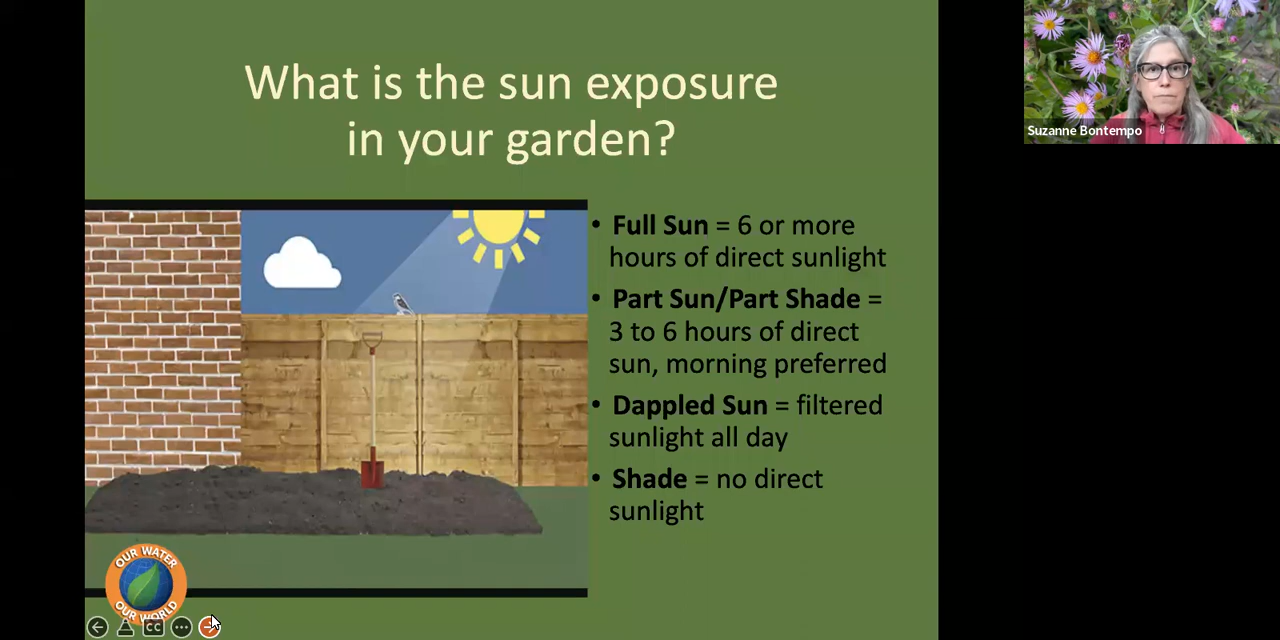 What is the sun exposure
in your garden?
Suzanne Bontempo
• Full Sun = 6 or more
hours of direct sunlight
• Part Sun/Part Shade =
3 to 6 hours of direct
sun, morning preferred
• Dappled Sun = filtered
sunlight all day
• Shade = no direct
sunlight
OUR WATER
OUR WORLD
CC